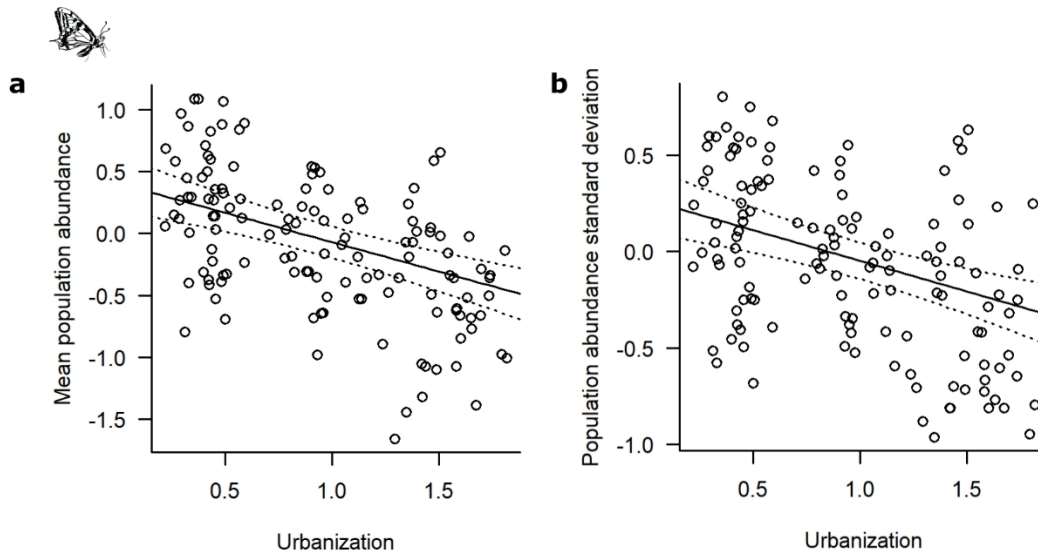 a
Mean population abundance
1.0
0.5
0.0
-0.5
-1.0
-1.5
0.5 1.0 1.5
Urbanization
b
Population abundance standard deviation
0.5
0.0
-0.5
-1.0
0.5 1.0 1.5
Urbanization